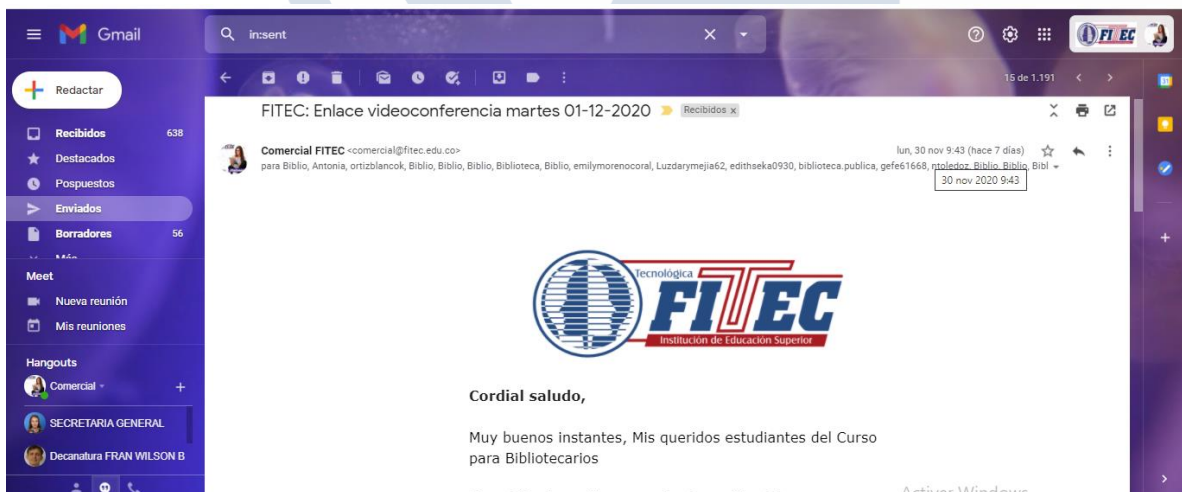 Gmail
in:sent
FITEC
Redactar
15 de 1.191
FITEC: Enlace videoconferencia martes 01-12-2020 Recibidos x
Recibidos 638
Destacados
Pospuestos
Enviados
Borradores 56
Más
Comercial FITEC <comercial@fitec.edu.co> lun, 30 nov 9:43 (hace 7 días)
para Biblio, Antonia, ortizblancok, Biblio, Biblio, Biblio, Biblioteca, Biblio, emilymorenocoral, Luzdarymejia62, edithseka0930, biblioteca.publica, gefe61668, ntoledoz, Biblio, Biblio, Bibl
30 nov 2020 9:43
Meet
Nueva reunión
Mis reuniones
Hangouts
Comercial
SECRETARIA GENERAL
Decanatura FRAN WILSON B
Tecnológica
FITEC
Institución de Educación Superior
Cordial saludo,
Muy buenos instantes, Mis queridos estudiantes del Curso
para Bibliotecarios